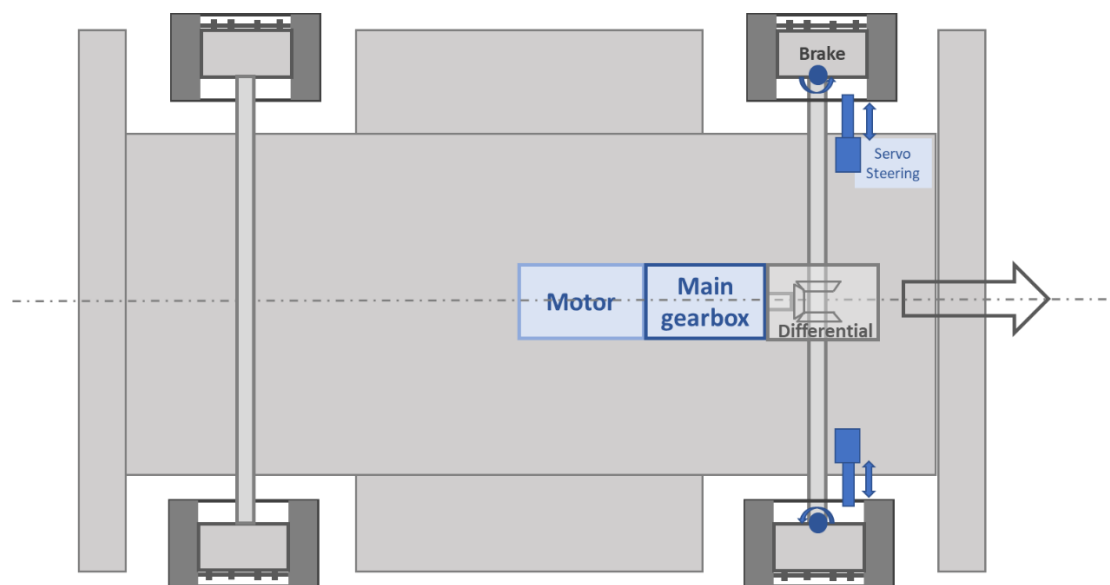 Brake
Servo
Steering
Motor
Main
gearbox
Differential